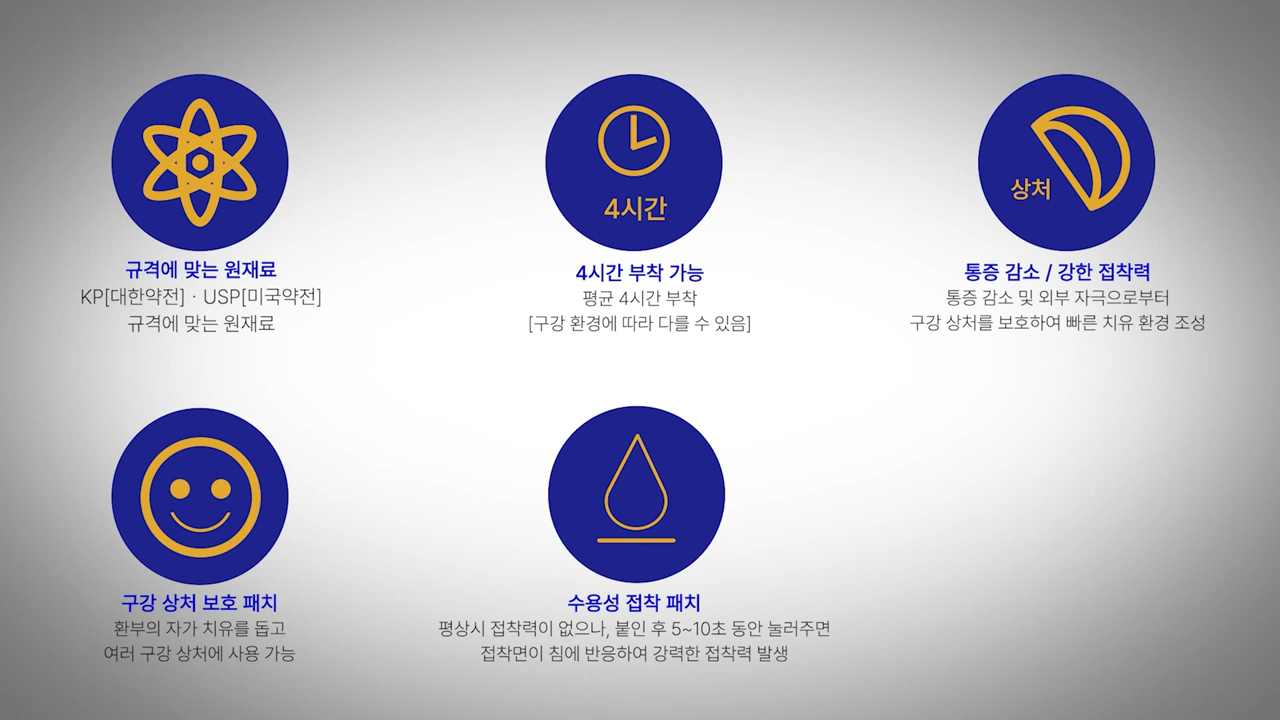 4시간
상처
규격에 맞는 원재료
KP[대한약전] · USP[미국약전]
규격에 맞는 원재료
4시간 부착 가능
평균 4시간 부착
[구강 환경에 따라 다를 수 있음]
통증 감소 / 강한 접착력
통증 감소 및 외부 자극으로부터
구강 상처를 보호하여 빠른 치유 환경 조성
구강 상처 보호 패치
환부의 자가 치유를 돕고
여러 구강 상처에 사용 가능
수용성 접착 패치
평상시 접착력이 없으나, 붙인 후 5~10초 동안 눌러주면
접착면이 침에 반응하여 강력한 접착력 발생